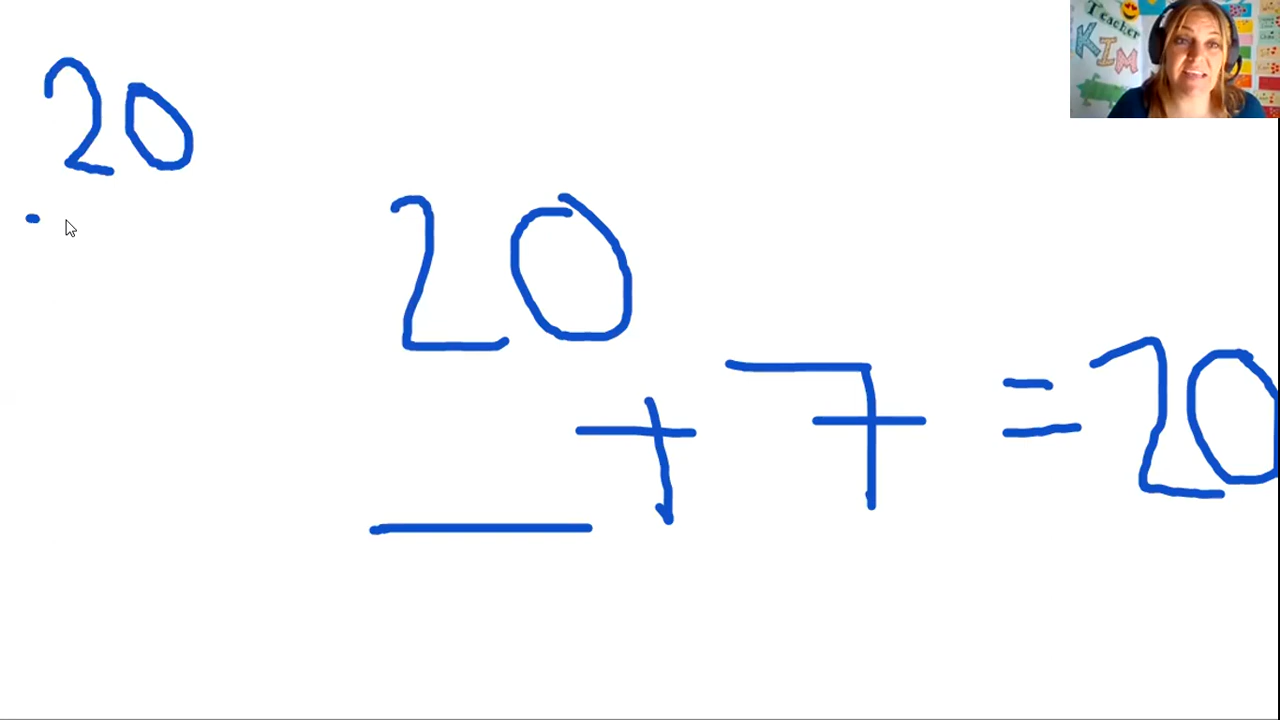 20
-
20
___ + 7 = 20
Teacher
KIM